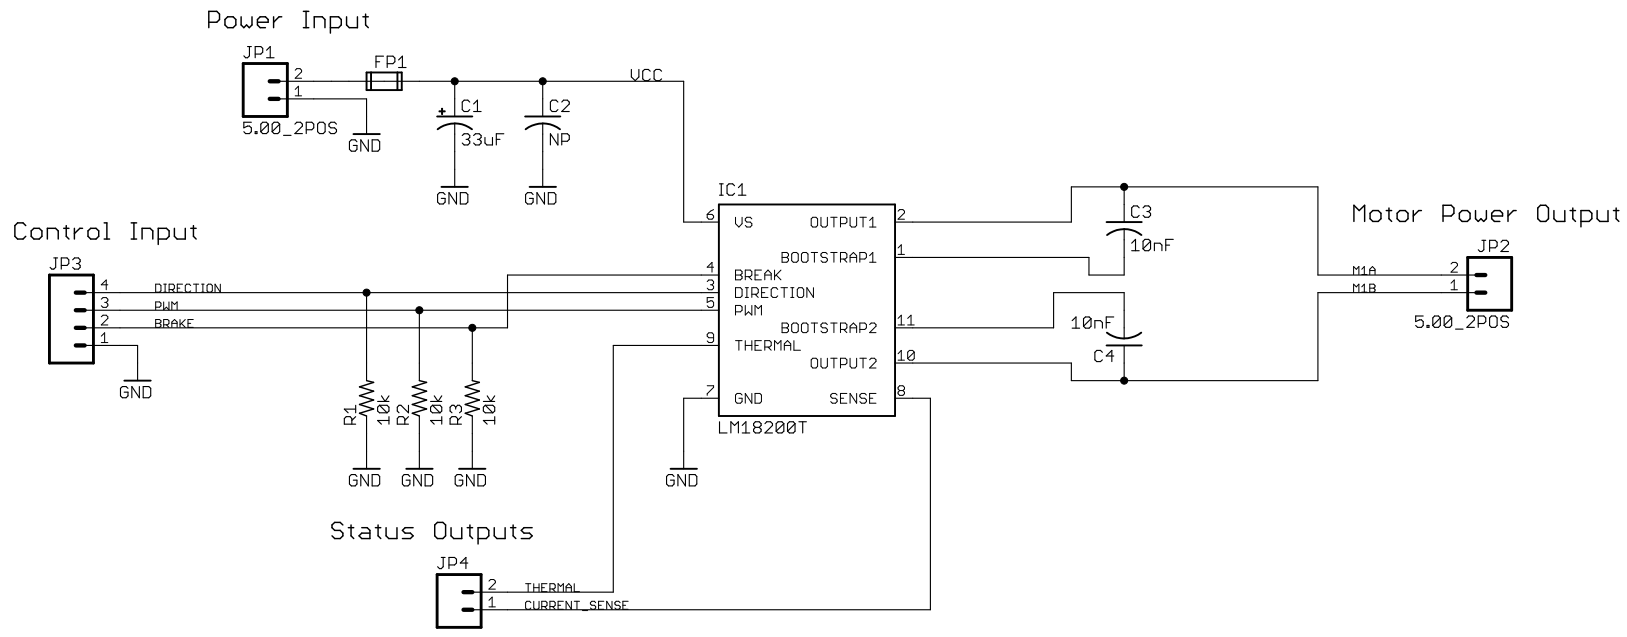 Power Input
JP1
FP1
2
1
VCC
5.00_2POS
GND
C1
33uF
GND
C2
NP
GND
Control Input
JP3
4
DIRECTION
3
PWM
2
BRAKE
1
GND
R1
10k
R2
10k
R3
10k
GND
GND
GND
IC1
6
VS
OUTPUT1
2
BOOTSTRAP1
1
4
BREAK
3
DIRECTION
5
PWM
BOOTSTRAP2
11
9
THERMAL
OUTPUT2
10
7
GND
SENSE
8
LM18200T
GND
C3
10nF
10nF
C4
Motor Power Output
JP2
M1A
2
M1B
1
5.00_2POS
Status Outputs
JP4
2
THERMAL
1
CURRENT_SENSE